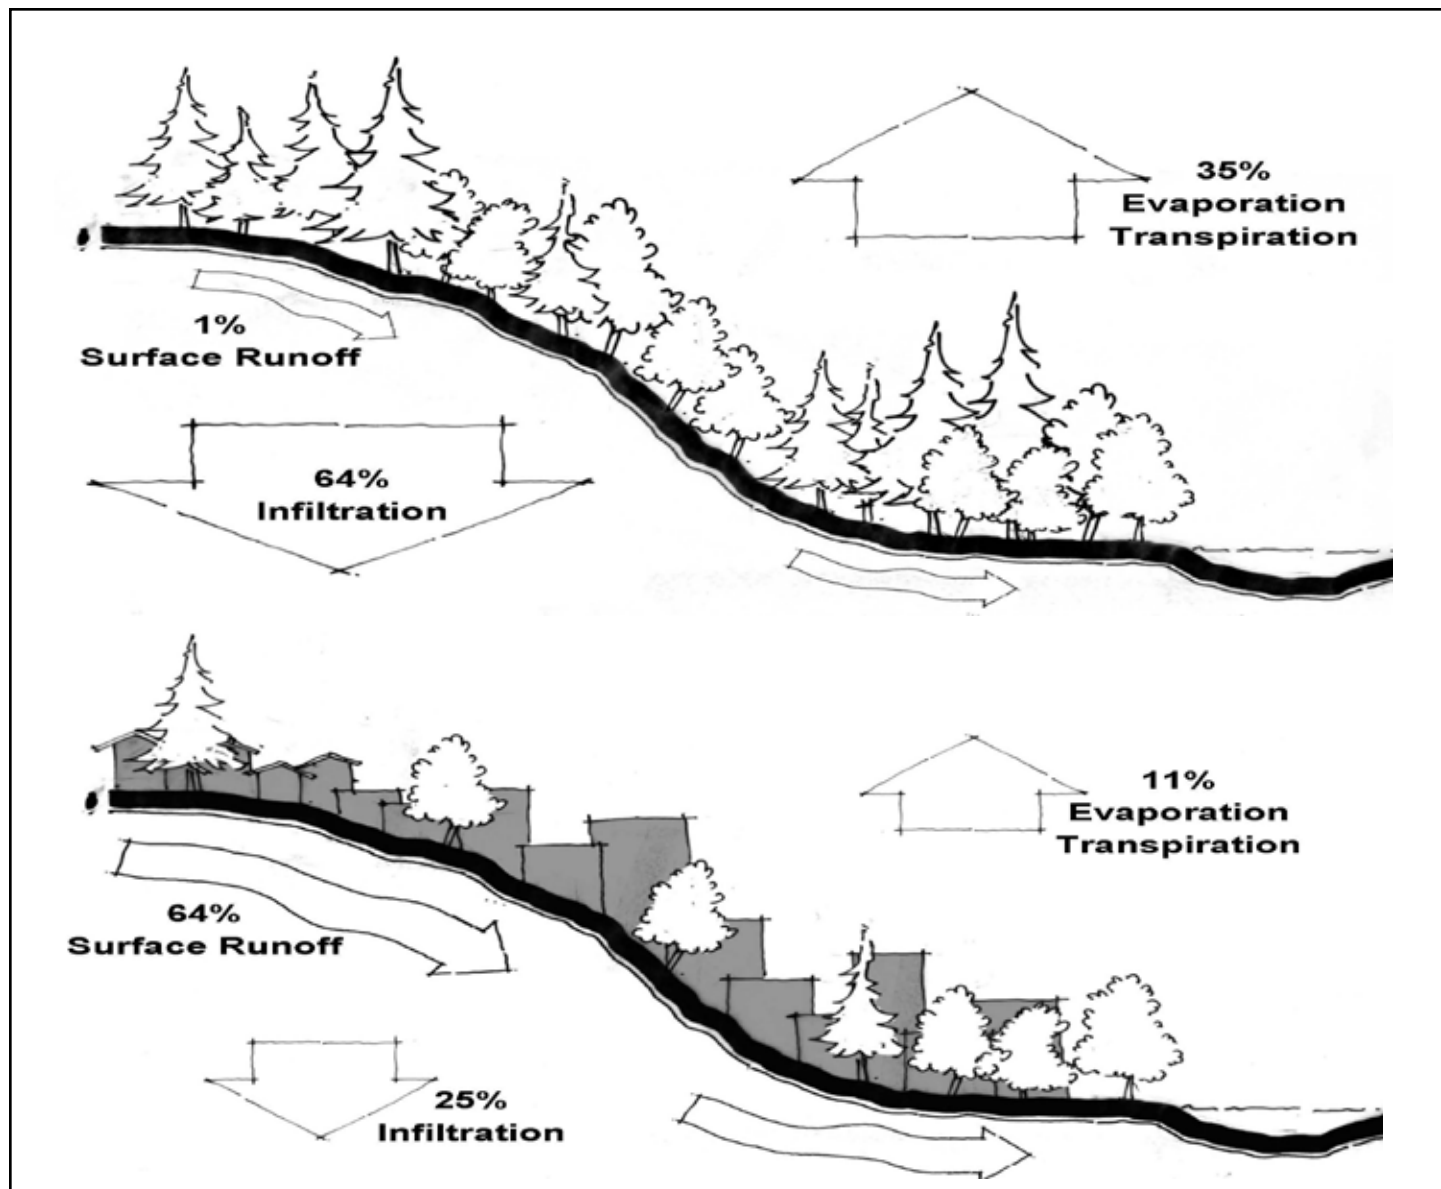 35%
Evaporation
Transpiration
1%
Surface Runoff
64%
Infiltration
11%
Evaporation
Transpiration
64%
Surface Runoff
25%
Infiltration